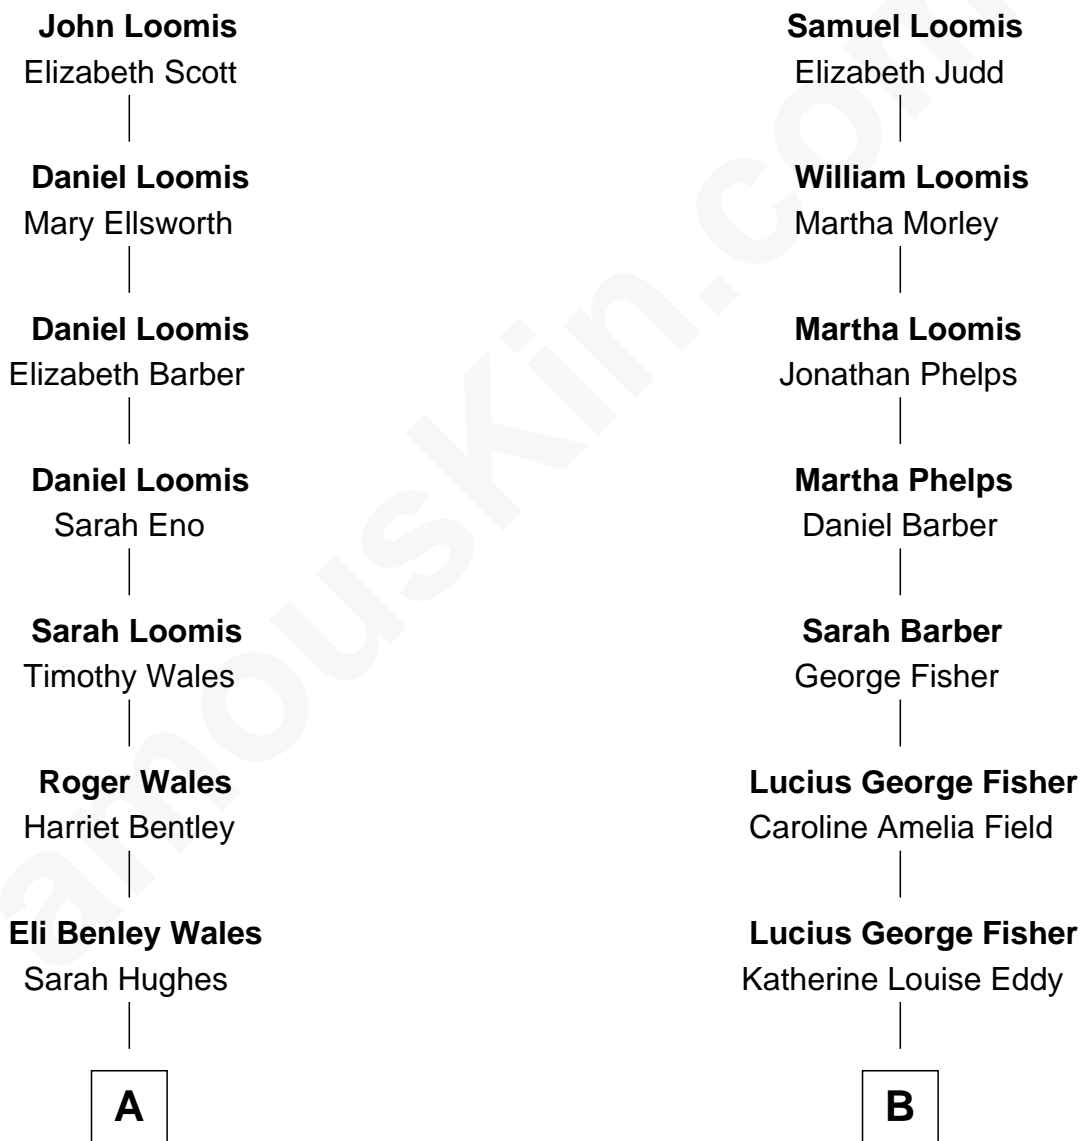 John Loomis
Elizabeth Scott
Daniel Loomis
Mary Ellsworth
Daniel Loomis
Elizabeth Barber
Daniel Loomis
Sarah Eno
Sarah Loomis
Timothy Wales
Roger Wales
Harriet Bentley
Eli Benley Wales
Sarah Hughes
A
Samuel Loomis
Elizabeth Judd
William Loomis
Martha Morley
Martha Loomis
Jonathan Phelps
Martha Phelps
Daniel Barber
Sarah Barber
George Fisher
Lucius George Fisher
Caroline Amelia Field
Lucius George Fisher
Katherine Louise Eddy
B
amouskin.com